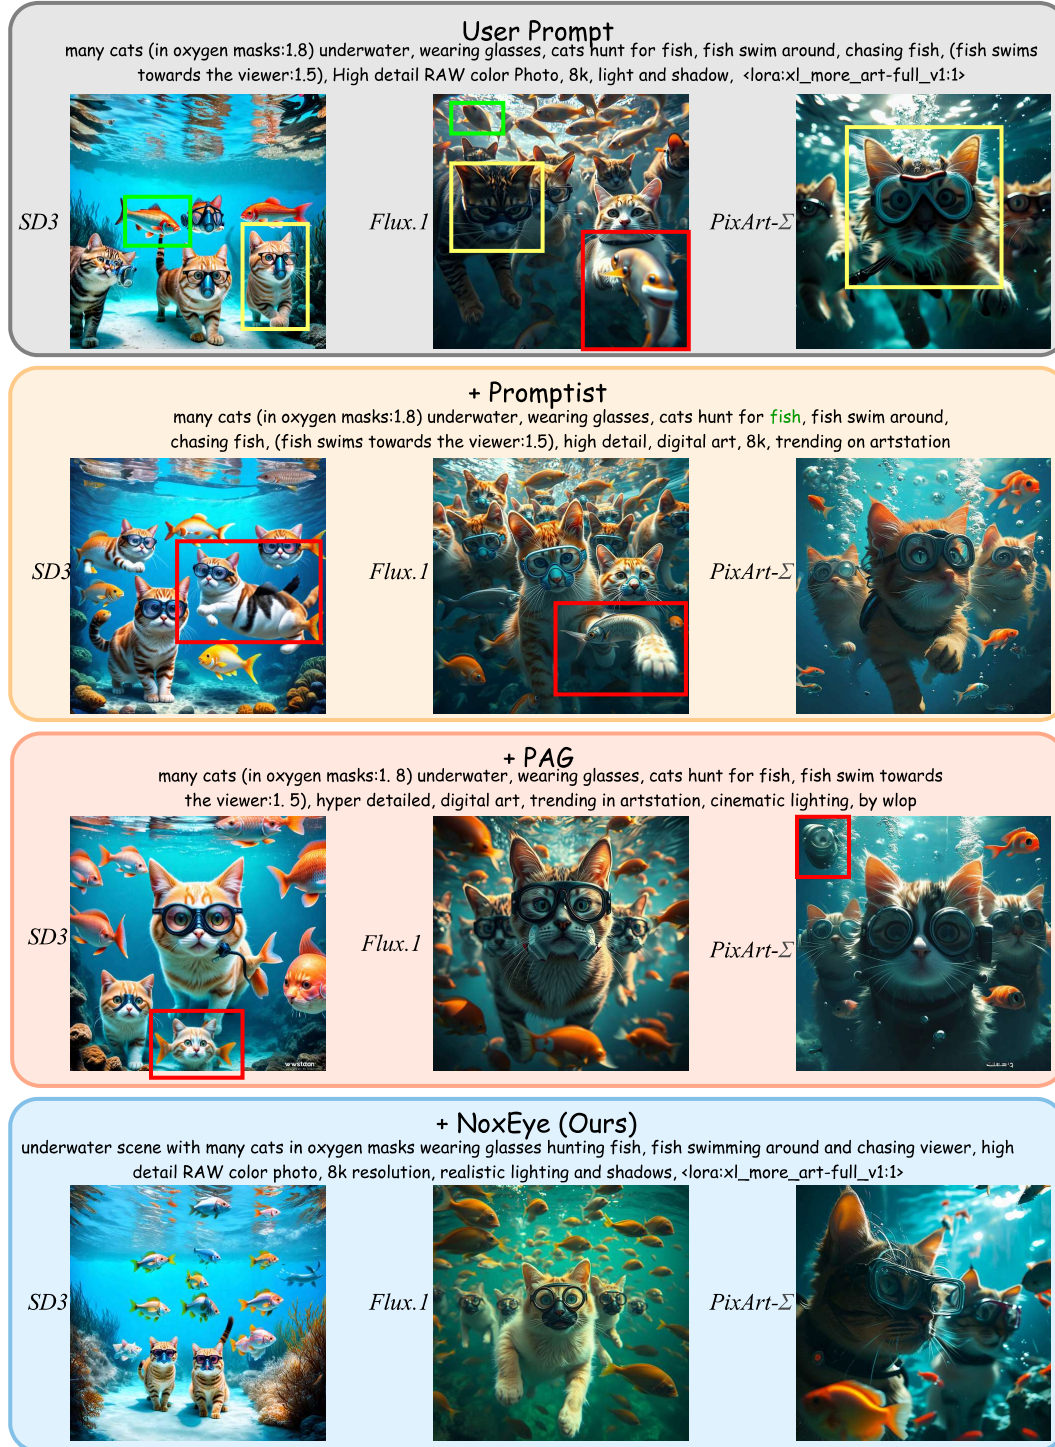 User Prompt
many cats (in oxygen masks:1.8) underwater, wearing glasses, cats hunt for fish, fish swim around, chasing fish, (fish swims
towards the viewer:1.5), High detail RAW color Photo, 8k, light and shadow, <lora:xl_more_art-full_v1:1>
SD3
Flux.1
PixArt-Σ
+ Promptist
many cats (in oxygen masks:1.8) underwater, wearing glasses, cats hunt for fish, fish swim around,
chasing fish, (fish swims towards the viewer:1.5), high detail, digital art, 8k, trending on artstation
SD3
Flux.1
PixArt-Σ
+ PAG
many cats (in oxygen masks:1. 8) underwater, wearing glasses, cats hunt for fish, fish swim towards
the viewer:1. 5), hyper detailed, digital art, trending in artstation, cinematic lighting, by wlop
SD3
Flux.1
PixArt-Σ
+ NoxEye (Ours)
underwater scene with many cats in oxygen masks wearing glasses hunting fish, fish swimming around and chasing viewer, high
detail RAW color photo, 8k resolution, realistic lighting and shadows, <lora:xl_more_art-full_v1:1>
SD3
Flux.1
PixArt-Σ